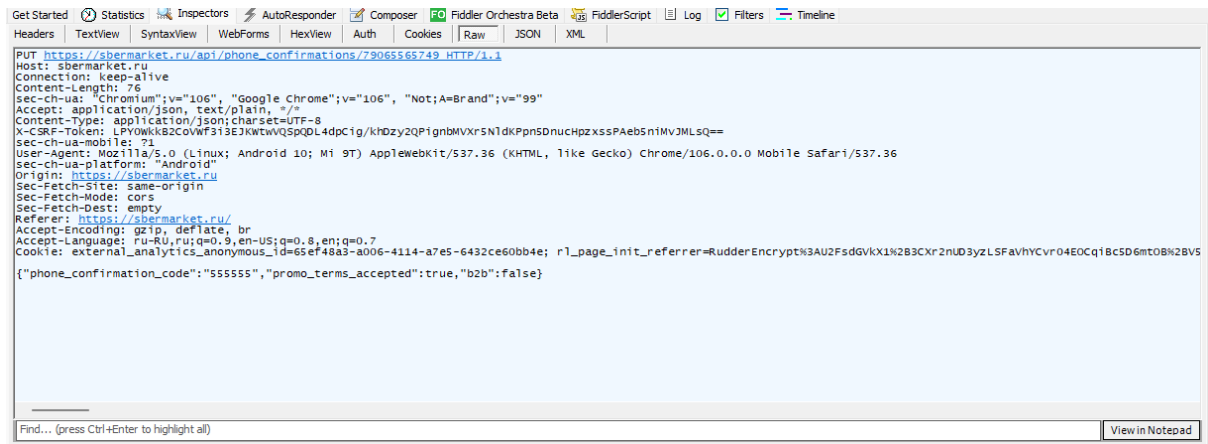 Get Started Statistics Inspectors AutoResponder Composer FO Fiddler Orchestra Beta FiddlerScript Log Filters Timeline
Headers TextView SyntaxView WebForms HexView Auth Cookies Raw JSON XML
PUT https://sbermarket.ru/api/phone_confirmations/79065565749 HTTP/1.1
Host: sbermarket.ru
Connection: keep-alive
Content-Length: 76
sec-ch-ua: "Chromium";v="106", "Google Chrome";v="106", "Not;A=Brand";v="99"
Accept: application/json, text/plain, */*
Content-Type: application/json;charset=UTF-8
X-CSRF-Token: LPYOWkkB2CoVWf3i3EJKWtwVQSpQDL4dpCig/khDzy2QPignbMVXr5NldKPpn5DnucHpzxssPAeb5niMvJMLsQ==
sec-ch-ua-mobile: ?1
User-Agent: Mozilla/5.0 (Linux; Android 10; Mi 9T) AppleWebKit/537.36 (KHTML, like Gecko) Chrome/106.0.0.0 Mobile Safari/537.36
sec-ch-ua-platform: "Android"
Origin: https://sbermarket.ru
Sec-Fetch-Site: same-origin
Sec-Fetch-Mode: cors
Sec-Fetch-Dest: empty
Referer: https://sbermarket.ru/
Accept-Encoding: gzip, deflate, br
Accept-Language: ru-RU,ru;q=0.9,en-US;q=0.8,en;q=0.7
Cookie: external_analytics_anonymous_id=65ef48a3-a006-4114-a7e5-6432ce60bb4e; rl_page_init_referrer=RudderEncrypt%3AU2FsdGVkX1%2B3CXr2nUD3yzLSFaVhYCvr04EOCqiBc5D6mtOB%2BV5
{"phone_confirmation_code":"555555","promo_terms_accepted":true,"b2b":false}
Find... (press Ctrl+Enter to highlight all) View in Notepad